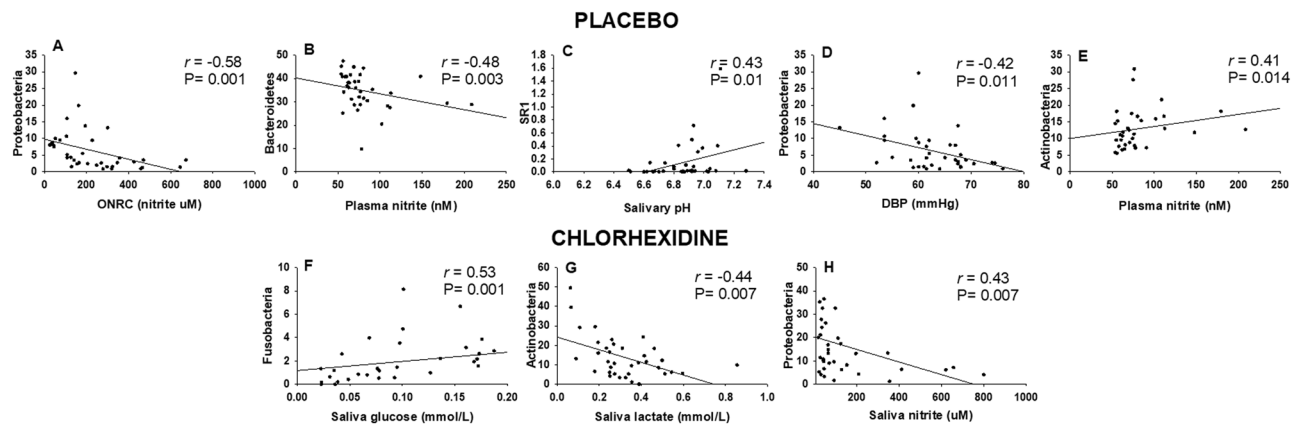 PLACEBO
A
r = -0.58
P= 0.001
Proteobacteria
35
30
25
20
15
10
5
0
0 200 400 600 800 1000
ONRC (nitrite uM)
B
r = -0.48
P= 0.003
Bacteroidetes
50
40
30
20
10
0
0 50 100 150 200 250
Plasma nitrite (nM)
C
r = 0.43
P= 0.01
SR1
1.8
1.6
1.4
1.2
1.0
0.8
0.6
0.4
0.2
0.0
6.0 6.2 6.4 6.6 6.8 7.0 7.2 7.4
Salivary pH
D
r = -0.42
P= 0.011
Proteobacteria
35
30
25
20
15
10
5
0
40 50 60 70 80
DBP (mmHg)
E
r = 0.41
P= 0.014
Actinobacteria
35
30
25
20
15
10
5
0
0 50 100 150 200 250
Plasma nitrite (nM)
CHLORHEXIDINE
F
r = 0.53
P= 0.001
Fusobacteria
10
8
6
4
2
0
0.00 0.05 0.10 0.15 0.20
Saliva glucose (mmol/L)
G
r = -0.44
P= 0.007
Actinobacteria
60
50
40
30
20
10
0
0.0 0.2 0.4 0.6 0.8 1.0
Saliva lactate (mmol/L)
H
r = 0.43
P= 0.007
Proteobacteria
50
40
30
20
10
0
0 200 400 600 800 1000
Saliva nitrite (uM)